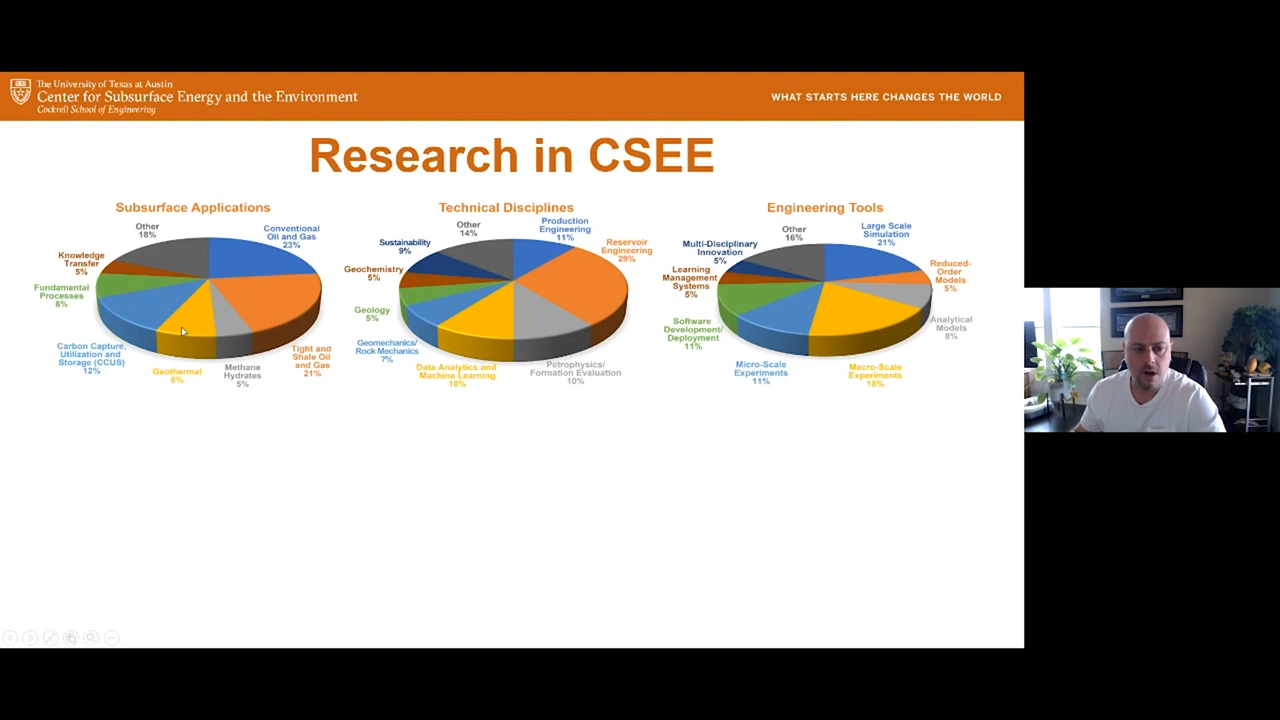 The University of Texas at Austin
Center for Subsurface Energy and the Environment
Cockrell School of Engineering
WHAT STARTS HERE CHANGES THE WORLD
Research in CSEE
Subsurface Applications
Other
18%
Conventional
Oil and Gas
23%
Knowledge
Transfer
5%
Fundamental
Processes
8%
Carbon Capture,
Utilization and
Storage (CCUS)
12%
Geothermal
8%
Methane
Hydrates
5%
Tight and
Shale Oil
and Gas
21%
Technical Disciplines
Other
14%
Production
Engineering
11%
Sustainability
9%
Reservoir
Engineering
29%
Geochemistry
5%
Geology
5%
Geomechanics/
Rock Mechanics
7%
Data Analytics and
Machine Learning
10%
Petrophysics/
Formation Evaluation
10%
Engineering Tools
Other
16%
Large Scale
Simulation
21%
Multi-Disciplinary
Innovation
5%
Reduced-
Order
Models
5%
Learning
Management
Systems
5%
Analytical
Models
8%
Software
Development/
Deployment
11%
Micro-Scale
Experiments
11%
Macro-Scale
Experiments
18%